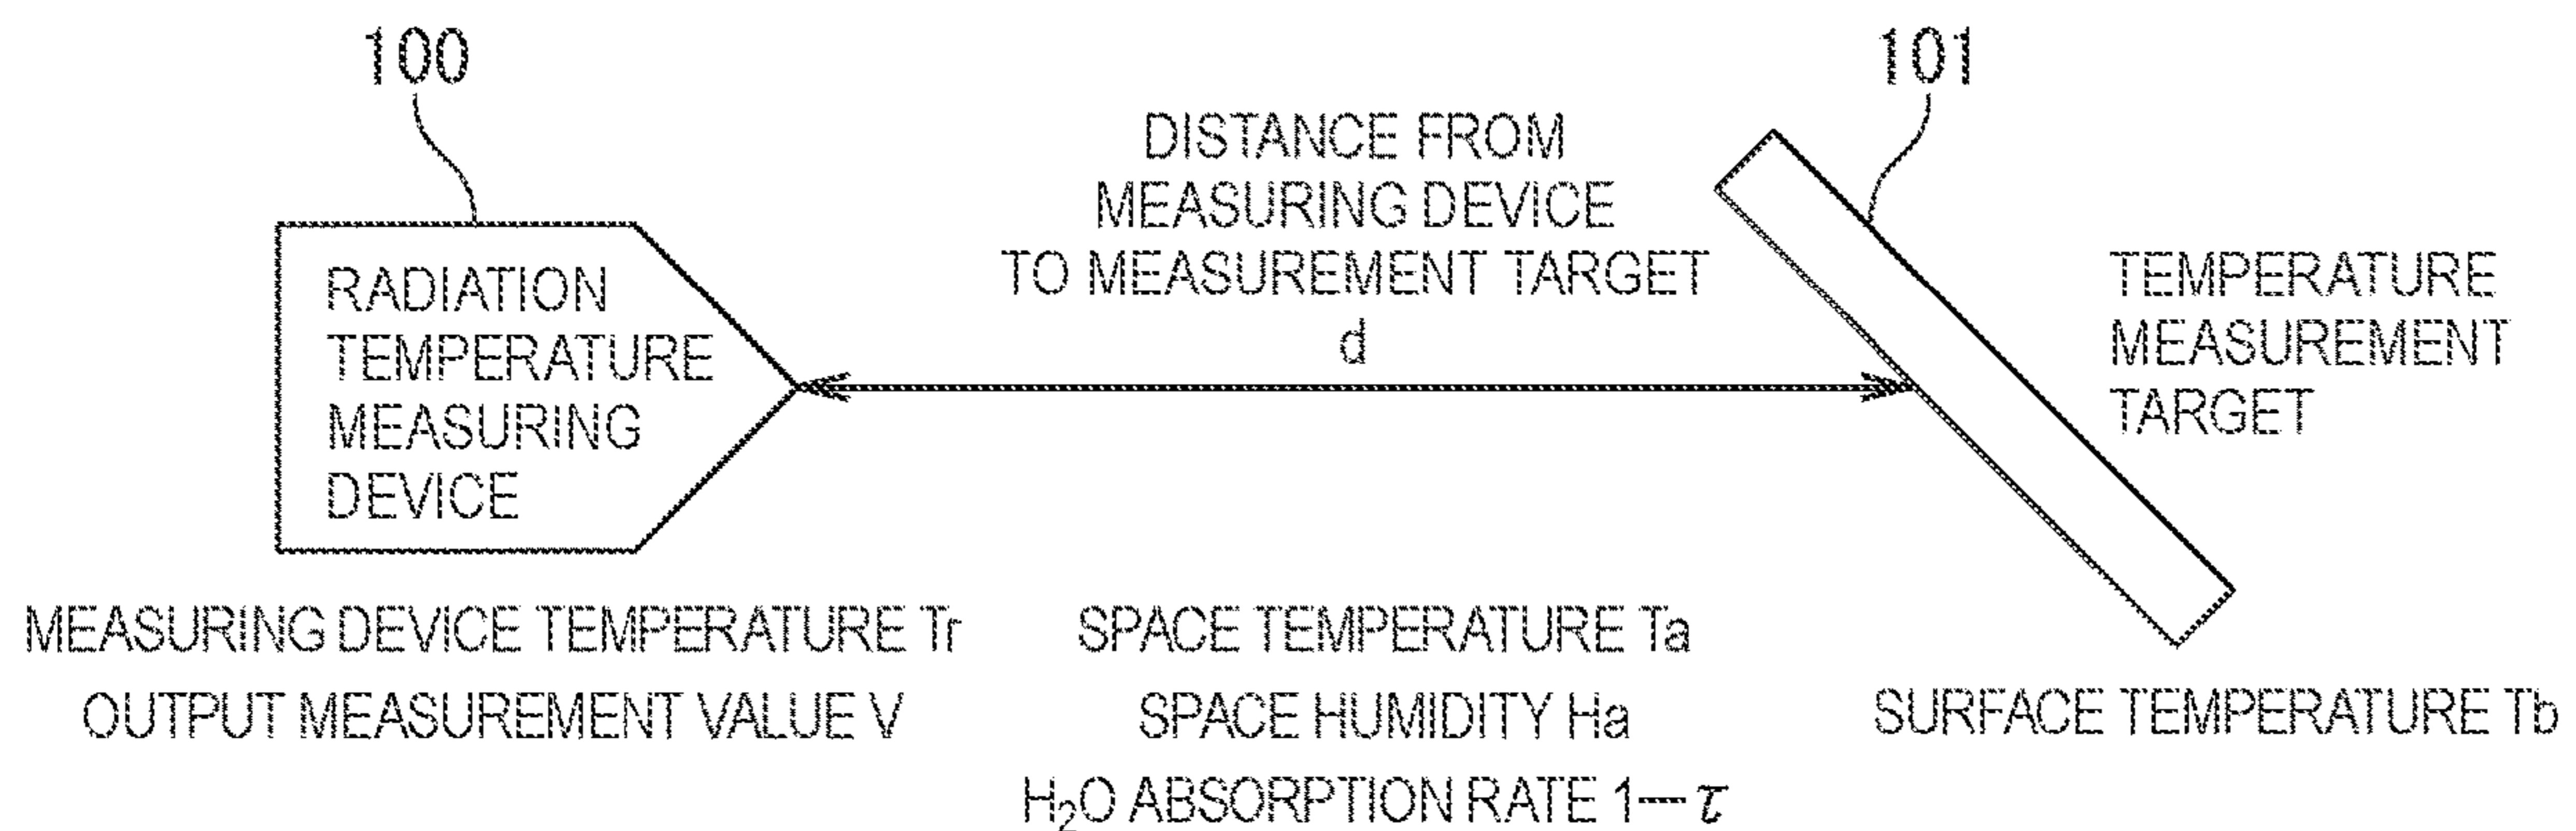 100
101
DISTANCE FROM
MEASURING DEVICE
TO MEASUREMENT TARGET
d
RADIATION
TEMPERATURE
MEASURING
DEVICE
TEMPERATURE
MEASUREMENT
TARGET
MEASURING DEVICE TEMPERATURE Tr
OUTPUT MEASUREMENT VALUE V
SPACE TEMPERATURE Ta
SPACE HUMIDITY Ha
H₂O ABSORPTION RATE 1—τ
SURFACE TEMPERATURE Tb